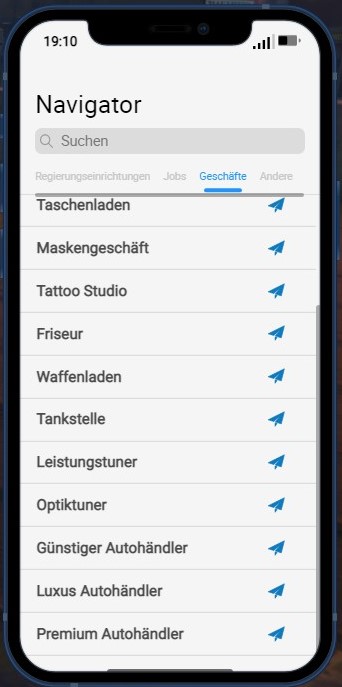 19:10
Navigator
Suchen
Regierungseinrichtungen Jobs Geschäfte Andere
Taschenladen
Maskengeschäft
Tattoo Studio
Friseur
Waffenladen
Tankstelle
Leistungstuner
Optiktuner
Günstiger Autohändler
Luxus Autohändler
Premium Autohändler